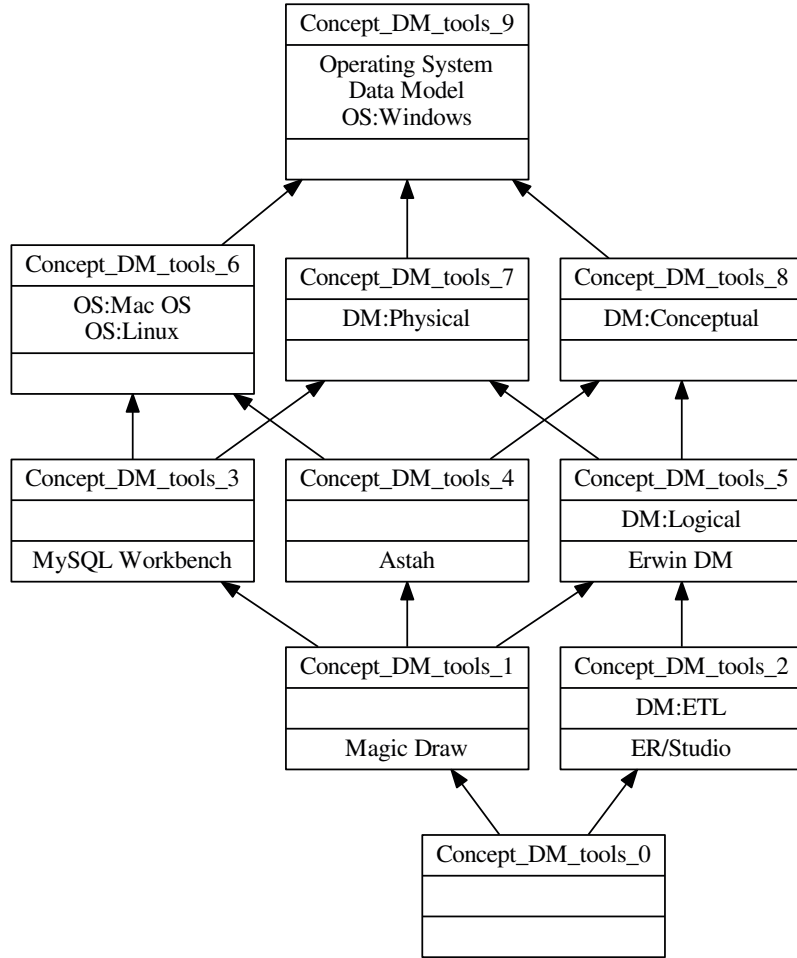 Concept_DM_tools_9
Operating System
Data Model
OS:Windows
Concept_DM_tools_6
OS:Mac OS
OS:Linux
Concept_DM_tools_7
DM:Physical
Concept_DM_tools_8
DM:Conceptual
Concept_DM_tools_3
MySQL Workbench
Concept_DM_tools_4
Astah
Concept_DM_tools_5
DM:Logical
Erwin DM
Concept_DM_tools_1
Magic Draw
Concept_DM_tools_2
DM:ETL
ER/Studio
Concept_DM_tools_0